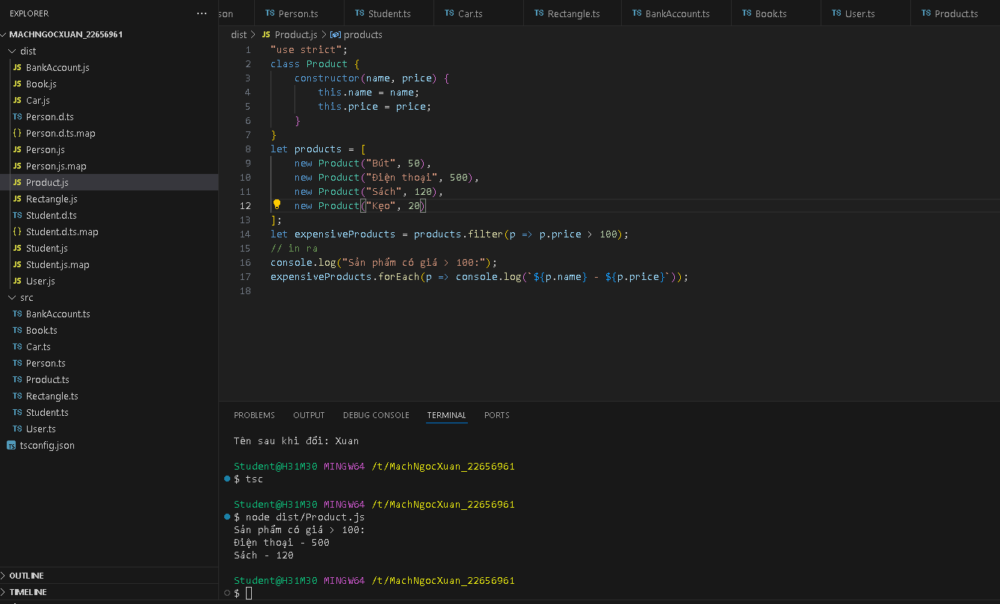 EXPLORER
son
TS Person.ts
TS Student.ts
TS Car.ts
TS Rectangle.ts
TS BankAccount.ts
TS Book.ts
TS User.ts
TS Product.ts
MACHNGOCXUAN_22656961
dist
JS BankAccount.js
JS Book.js
JS Car.js
TS Person.d.ts
{} Person.d.ts.map
JS Person.js
JS Person.js.map
JS Product.js
JS Rectangle.js
TS Student.d.ts
{} Student.d.ts.map
JS Student.js
JS Student.js.map
JS User.js
src
TS BankAccount.ts
TS Book.ts
TS Car.ts
TS Person.ts
TS Product.ts
TS Rectangle.ts
TS Student.ts
TS User.ts
TS tsconfig.json
OUTLINE
TIMELINE
dist > JS Product.js > products
1 "use strict";
2 class Product {
3 constructor(name, price) {
4 this.name = name;
5 this.price = price;
6 }
7 }
8 let products = [
9 new Product("Bút", 50),
10 new Product("Điện thoại", 500),
11 new Product("Sách", 120),
12 new Product("Kẹo", 20)
13 ];
14 let expensiveProducts = products.filter(p => p.price > 100);
15 // in ra
16 console.log("Sản phẩm có giá > 100:");
17 expensiveProducts.forEach(p => console.log(`${p.name} - ${p.price}`));
18
PROBLEMS OUTPUT DEBUG CONSOLE TERMINAL PORTS
Tên sau khi đổi: Xuan
Student@H31M30 MINGW64 /t/MachNgocXuan_22656961
$ tsc
Student@H31M30 MINGW64 /t/MachNgocXuan_22656961
$ node dist/Product.js
Sản phẩm có giá > 100:
Điện thoại - 500
Sách - 120
Student@H31M30 MINGW64 /t/MachNgocXuan_22656961
$